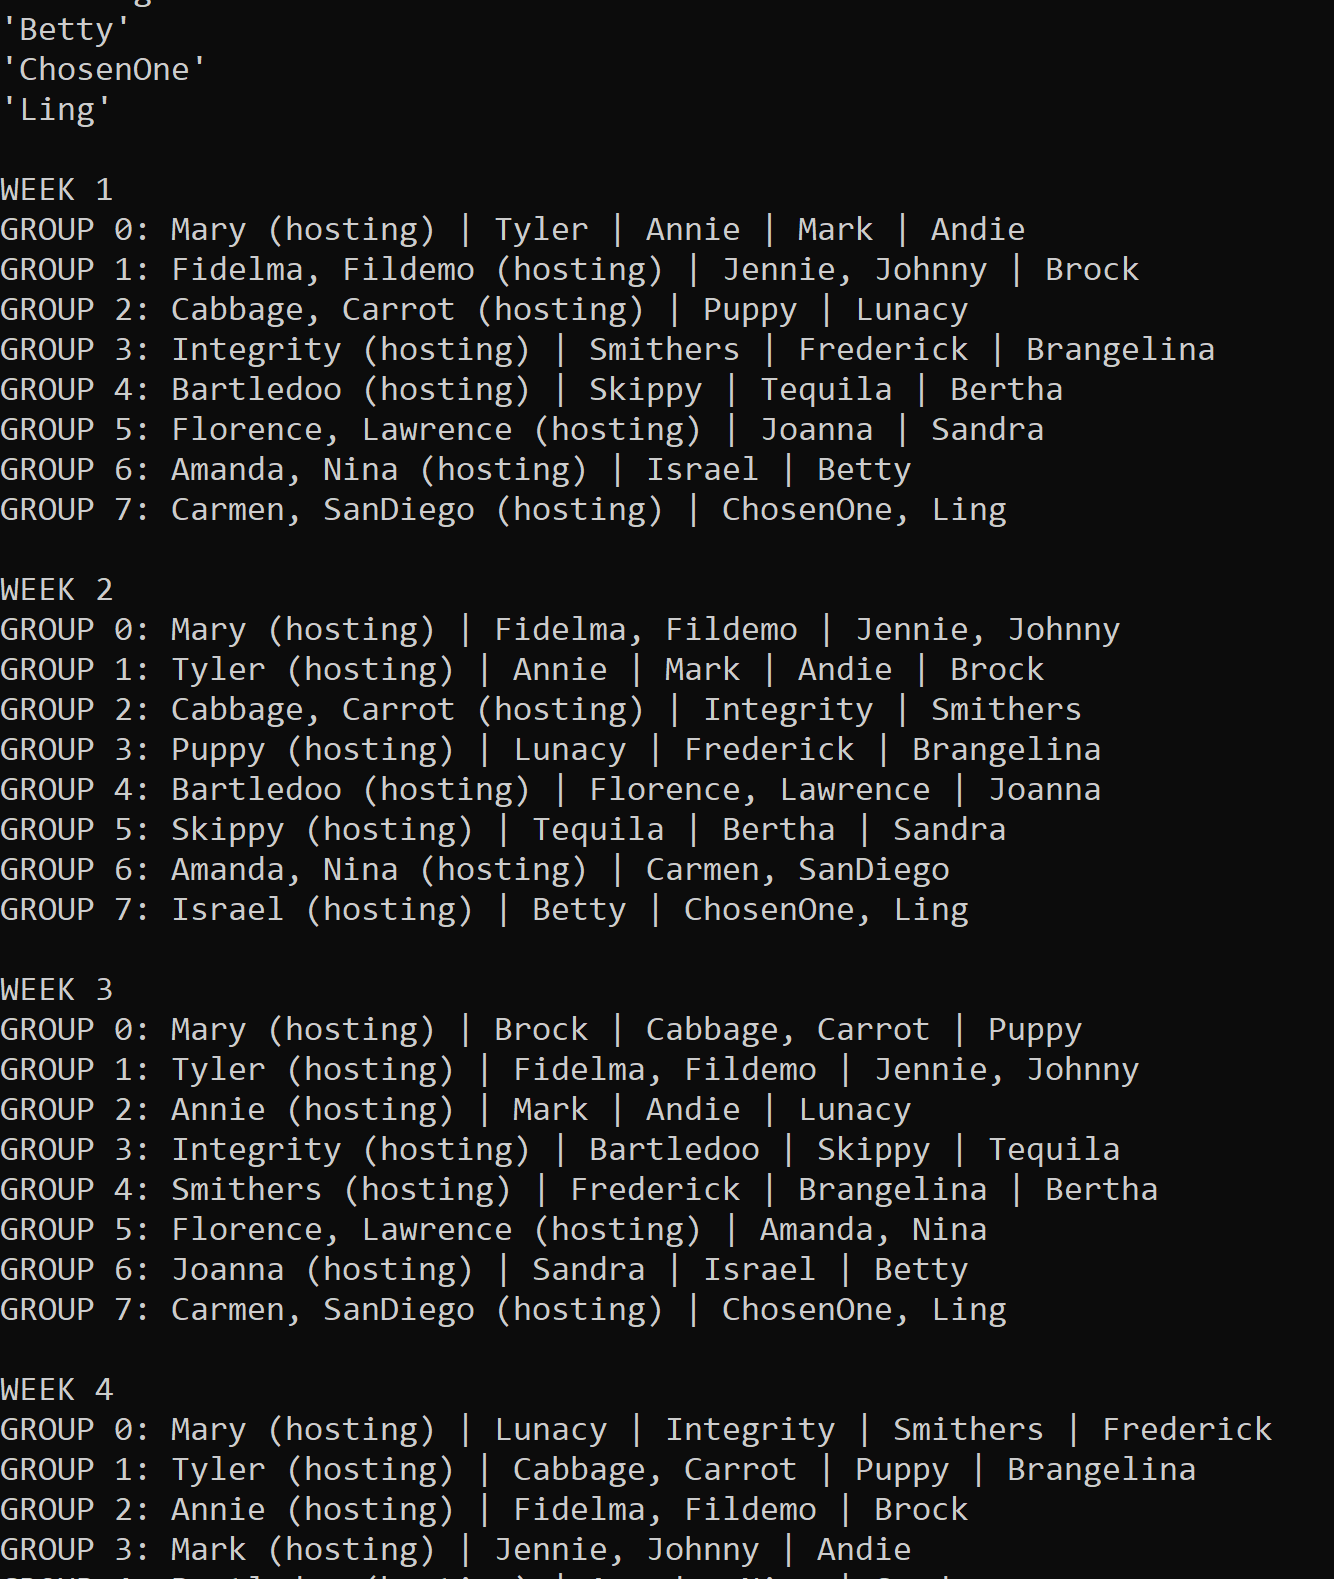 'Betty'
'ChosenOne'
'Ling'
WEEK 1
GROUP 0: Mary (hosting) | Tyler | Annie | Mark | Andie
GROUP 1: Fidelma, Fildemo (hosting) | Jennie, Johnny | Brock
GROUP 2: Cabbage, Carrot (hosting) | Puppy | Lunacy
GROUP 3: Integrity (hosting) | Smithers | Frederick | Brangelina
GROUP 4: Bartledoo (hosting) | Skippy | Tequila | Bertha
GROUP 5: Florence, Lawrence (hosting) | Joanna | Sandra
GROUP 6: Amanda, Nina (hosting) | Israel | Betty
GROUP 7: Carmen, SanDiego (hosting) | ChosenOne, Ling
WEEK 2
GROUP 0: Mary (hosting) | Fidelma, Fildemo | Jennie, Johnny
GROUP 1: Tyler (hosting) | Annie | Mark | Andie | Brock
GROUP 2: Cabbage, Carrot (hosting) | Integrity | Smithers
GROUP 3: Puppy (hosting) | Lunacy | Frederick | Brangelina
GROUP 4: Bartledoo (hosting) | Florence, Lawrence | Joanna
GROUP 5: Skippy (hosting) | Tequila | Bertha | Sandra
GROUP 6: Amanda, Nina (hosting) | Carmen, SanDiego
GROUP 7: Israel (hosting) | Betty | ChosenOne, Ling
WEEK 3
GROUP 0: Mary (hosting) | Brock | Cabbage, Carrot | Puppy
GROUP 1: Tyler (hosting) | Fidelma, Fildemo | Jennie, Johnny
GROUP 2: Annie (hosting) | Mark | Andie | Lunacy
GROUP 3: Integrity (hosting) | Bartledoo | Skippy | Tequila
GROUP 4: Smithers (hosting) | Frederick | Brangelina | Bertha
GROUP 5: Florence, Lawrence (hosting) | Amanda, Nina
GROUP 6: Joanna (hosting) | Sandra | Israel | Betty
GROUP 7: Carmen, SanDiego (hosting) | ChosenOne, Ling
WEEK 4
GROUP 0: Mary (hosting) | Lunacy | Integrity | Smithers | Frederick
GROUP 1: Tyler (hosting) | Cabbage, Carrot | Puppy | Brangelina
GROUP 2: Annie (hosting) | Fidelma, Fildemo | Brock
GROUP 3: Mark (hosting) | Jennie, Johnny | Andie